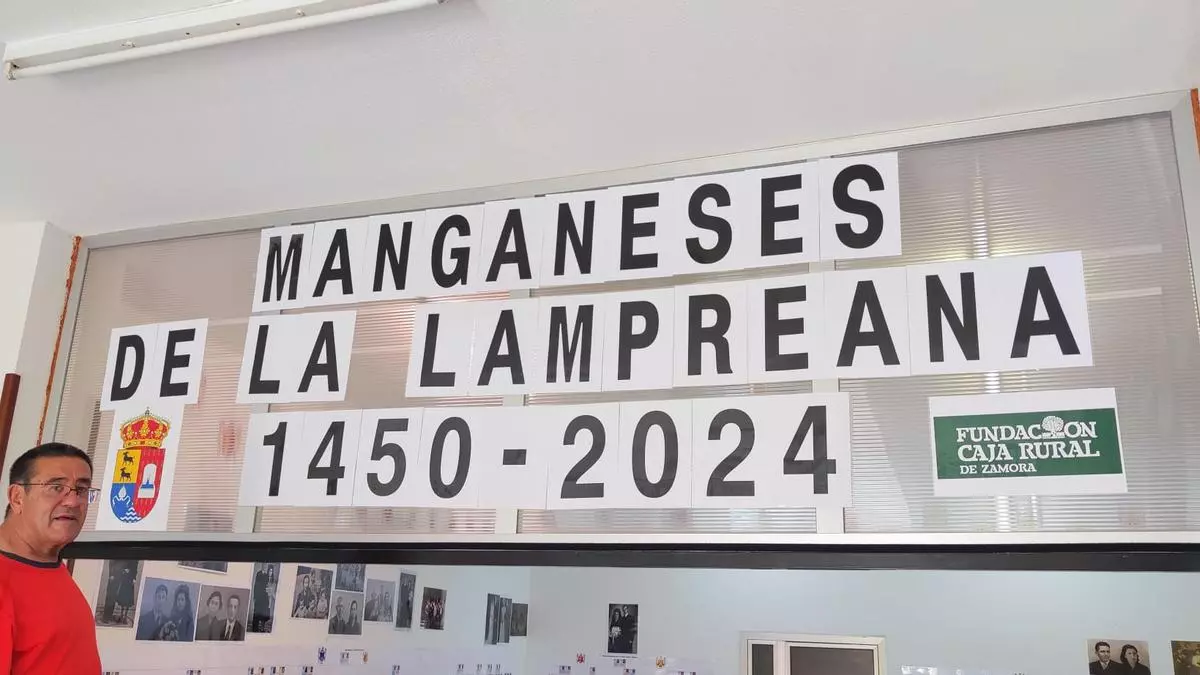 MANGANESES
DE LA LAMPREANA
1450-2024
FUNDACION
CAJA RURAL
DE ZAMORA